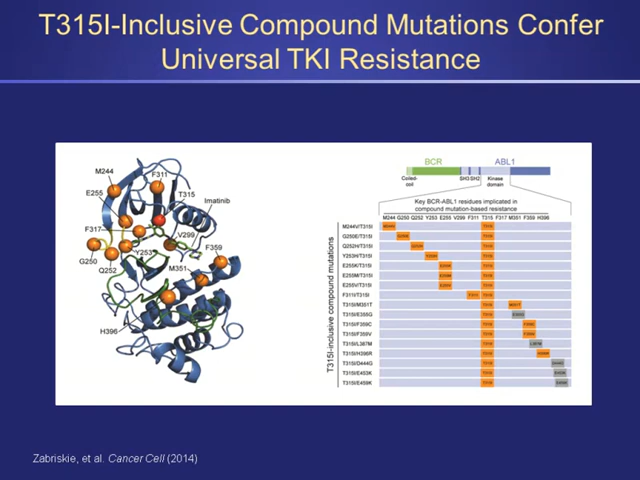 T315I-Inclusive Compound Mutations Confer
Universal TKI Resistance
M244
F311
E255
T315
Imatinib
F317
V299
Y253
F359
G250
Q252
M351
H396
BCR
ABL1
Coiled-
coil
SH3
SH2
Kinase
domain
Key BCR-ABL1 residues implicated in
compound mutation-based resistance
M244 G250 Q252 Y253 E255 V299 F311 T315 F317 M351 F359 H396
T315I-inclusive compound mutations
M244V/T315I
G250E/T315I
Q252H/T315I
Y253H/T315I
E255K/T315I
E255M/T315I
E255V/T315I
F311I/T315I
T315I/M351T
T315I/E355G
T315I/F359C
T315I/F359V
T315I/L387M
T315I/H396R
T315I/D444G
T315I/E453K
T315I/E459K
Zabriskie, et al. Cancer Cell (2014)